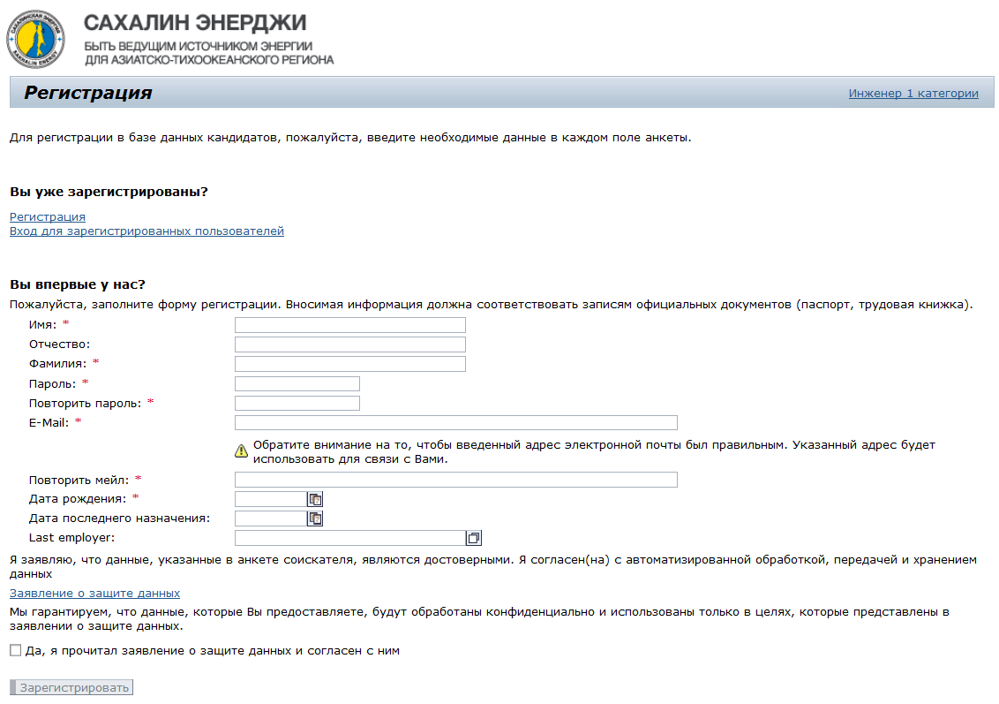 САХАЛИНСКАЯ ЭНЕРГИЯ
SAKHALIN ENERGY
САХАЛИН ЭНЕРДЖИ
БЫТЬ ВЕДУЩИМ ИСТОЧНИКОМ ЭНЕРГИИ
ДЛЯ АЗИАТСКО-ТИХООКЕАНСКОГО РЕГИОНА
Регистрация
Инженер 1 категории
Для регистрации в базе данных кандидатов, пожалуйста, введите необходимые данные в каждом поле анкеты.
Вы уже зарегистрированы?
Регистрация
Вход для зарегистрированных пользователей
Вы впервые у нас?
Пожалуйста, заполните форму регистрации. Вносимая информация должна соответствовать записям официальных документов (паспорт, трудовая книжка).
Имя: *
Отчество:
Фамилия: *
Пароль: *
Повторить пароль: *
E-Mail: *
Обратите внимание на то, чтобы введенный адрес электронной почты был правильным. Указанный адрес будет
использовать для связи с Вами.
Повторить мейл: *
Дата рождения: *
Дата последнего назначения:
Last employer:
Я заявляю, что данные, указанные в анкете соискателя, являются достоверными. Я согласен(на) с автоматизированной обработкой, передачей и хранением
данных
Заявление о защите данных
Мы гарантируем, что данные, которые Вы предоставляете, будут обработаны конфиденциально и использованы только в целях, которые представлены в
заявлении о защите данных.
Да, я прочитал заявление о защите данных и согласен с ним
Зарегистрировать